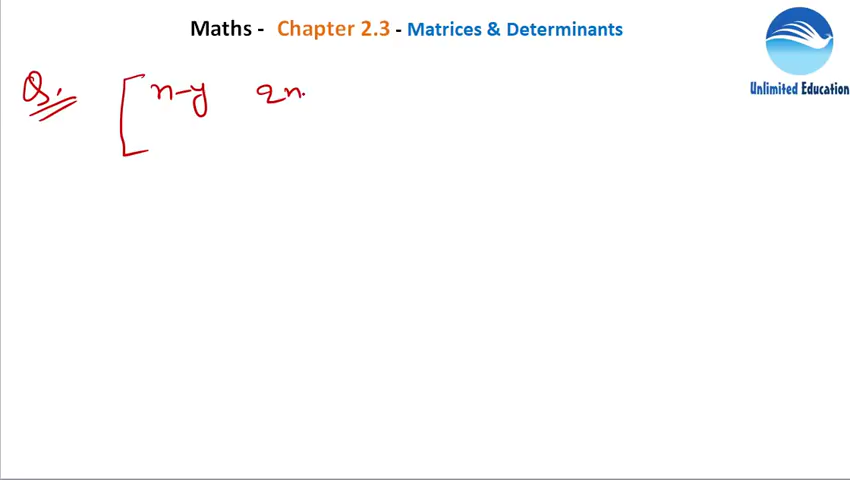 Maths - Chapter 2.3 - Matrices & Determinants
Unlimited Education
Q. [ x-y 2x